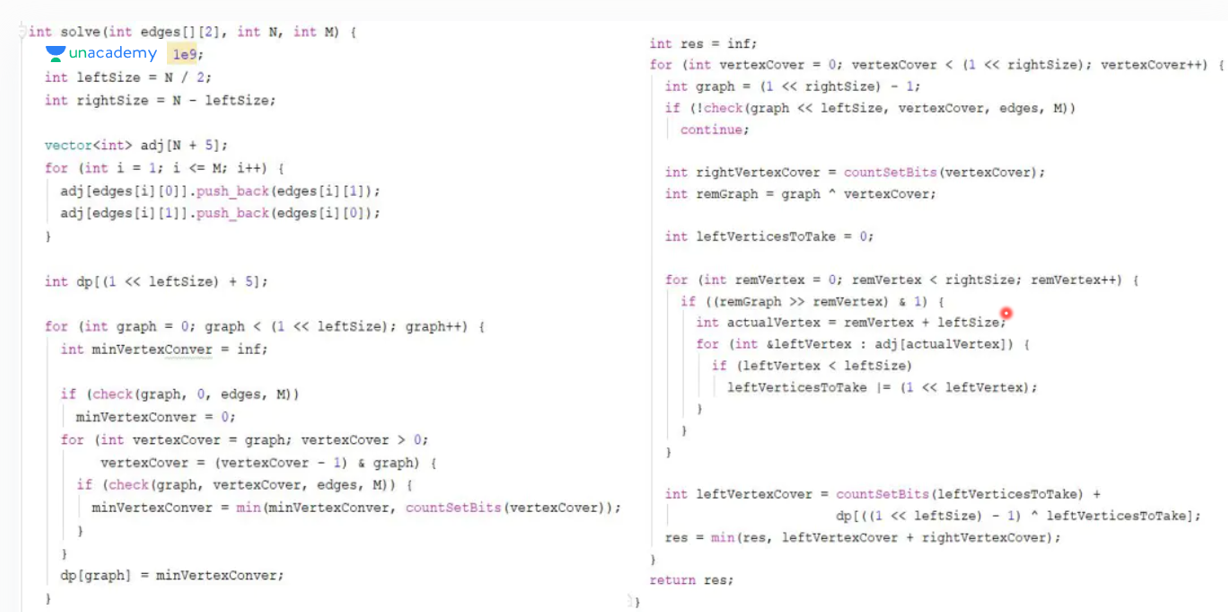 int solve(int edges[][2], int N, int M) {
unacademy 1e9;
int leftSize = N / 2;
int rightSize = N - leftSize;
vector<int> adj[N + 5];
for (int i = 1; i <= M; i++) {
adj[edges[i][0]].push_back(edges[i][1]);
adj[edges[i][1]].push_back(edges[i][0]);
}
int dp[(1 << leftSize) + 5];
for (int graph = 0; graph < (1 << leftSize); graph++) {
int minVertexConver = inf;
if (check(graph, 0, edges, M))
minVertexConver = 0;
for (int vertexCover = graph; vertexCover > 0;
vertexCover = (vertexCover - 1) & graph) {
if (check(graph, vertexCover, edges, M)) {
minVertexConver = min(minVertexConver, countSetBits(vertexCover));
}
}
dp[graph] = minVertexConver;
}
int res = inf;
for (int vertexCover = 0; vertexCover < (1 << rightSize); vertexCover++) {
int graph = (1 << rightSize) - 1;
if (!check(graph << leftSize, vertexCover, edges, M))
continue;
int rightVertexCover = countSetBits(vertexCover);
int remGraph = graph ^ vertexCover;
int leftVerticesToTake = 0;
for (int remVertex = 0; remVertex < rightSize; remVertex++) {
if ((remGraph >> remVertex) & 1) {
int actualVertex = remVertex + leftSize;
for (int &leftVertex : adj[actualVertex]) {
if (leftVertex < leftSize)
leftVerticesToTake |= (1 << leftVertex);
}
}
}
int leftVertexCover = countSetBits(leftVerticesToTake) +
dp[((1 << leftSize) - 1) ^ leftVerticesToTake];
res = min(res, leftVertexCover + rightVertexCover);
}
return res;
}